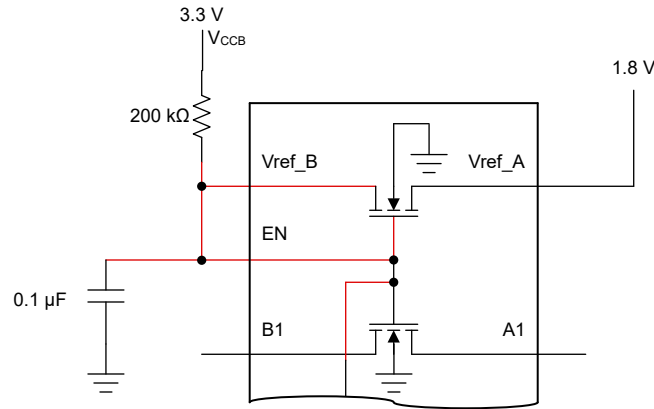 3.3 V
VCCB
1.8 V
200 kΩ
Vref_B
Vref_A
EN
0.1 µF
B1
A1